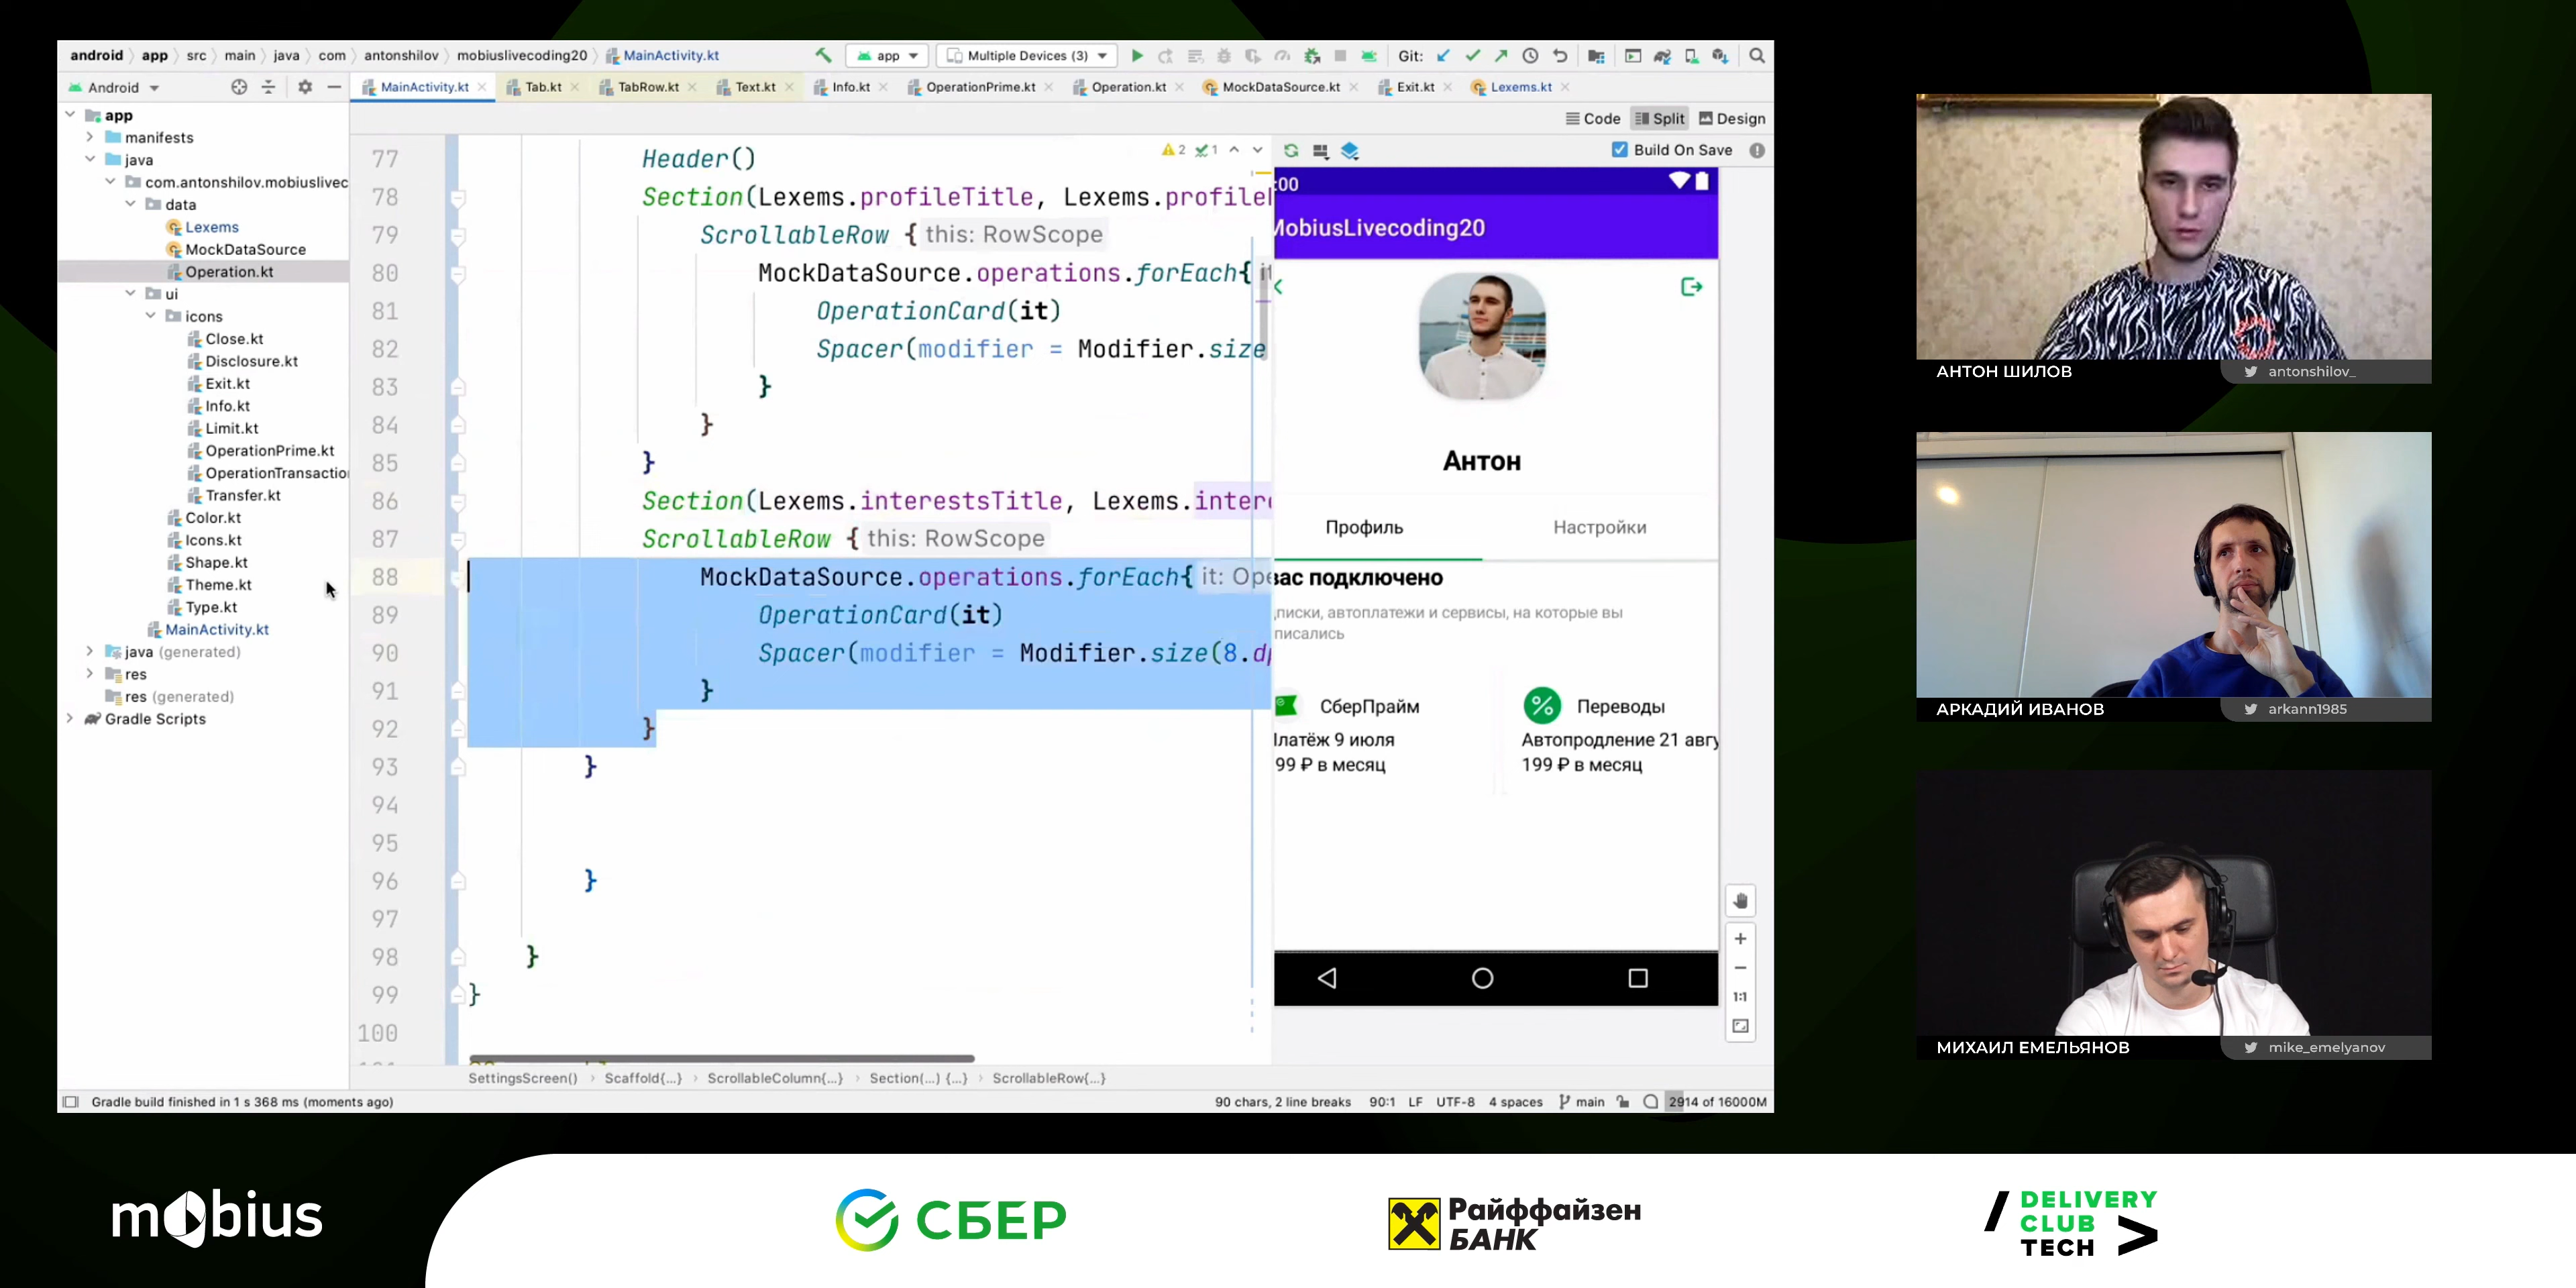 android app src main java com antonshilov mobiuslivecoding20 MainActivity.kt
app
Multiple Devices (3)
Git:
Android
MainActivity.kt
Tab.kt
TabRow.kt
Text.kt
Info.kt
OperationPrime.kt
Operation.kt
MockDataSource.kt
Exit.kt
Lexems.kt
Code
Split
Design
app
manifests
java
com.antonshilov.mobiuslivec
data
Lexems
MockDataSource
Operation.kt
ui
icons
Close.kt
Disclosure.kt
Exit.kt
Info.kt
Limit.kt
OperationPrime.kt
OperationTransactio
Transfer.kt
Color.kt
Icons.kt
Shape.kt
Theme.kt
Type.kt
MainActivity.kt
java (generated)
res
res (generated)
Gradle Scripts
2 1
77 Header()
78 Section(Lexems.profileTitle, Lexems.profile
79 ScrollableRow { this: RowScope
80 MockDataSource.operations.forEach{ it
81 OperationCard(it)
82 Spacer(modifier = Modifier.size
83 }
84 }
85 }
86 Section(Lexems.interestsTitle, Lexems.inter
87 ScrollableRow { this: RowScope
88 MockDataSource.operations.forEach{ it: Ope
89 OperationCard(it)
90 Spacer(modifier = Modifier.size(8.dp
91 }
92 }
93 }
94
95
96 }
97
98 }
99 }
100
Build On Save
:00
MobiusLivecoding20
Антон
Профиль
Настройки
вас подключено
писки, автоплатежи и сервисы, на которые вы
писались
СберПрайм
Платёж 9 июля
99 ₽ в месяц
Переводы
Автопродление 21 авгу
199 ₽ в месяц
1:1
SettingsScreen() Scaffold{...} ScrollableColumn{...} Section(...) {...} ScrollableRow{...}
Gradle build finished in 1 s 368 ms (moments ago)
90 chars, 2 line breaks 90:1 LF UTF-8 4 spaces main 2914 of 16000M
АНТОН ШИЛОВ
antonshilov_
АРКАДИЙ ИВАНОВ
arkann1985
МИХАИЛ ЕМЕЛЬЯНОВ
mike_emelyanov
mobius
СБЕР
Райффайзен
БАНК
DELIVERY
CLUB
TECH